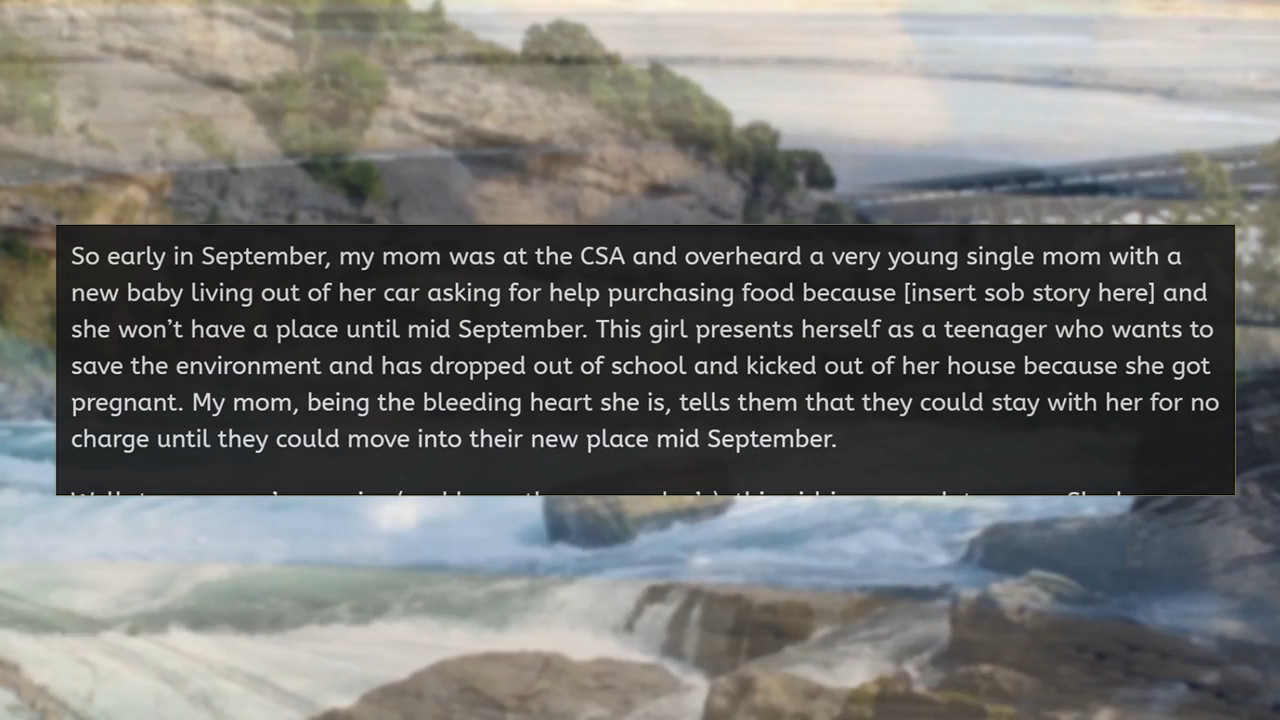 So early in September, my mom was at the CSA and overheard a very young single mom with a
new baby living out of her car asking for help purchasing food because [insert sob story here] and
she won’t have a place until mid September. This girl presents herself as a teenager who wants to
save the environment and has dropped out of school and kicked out of her house because she got
pregnant. My mom, being the bleeding heart she is, tells them that they could stay with her for no
charge until they could move into their new place mid September.